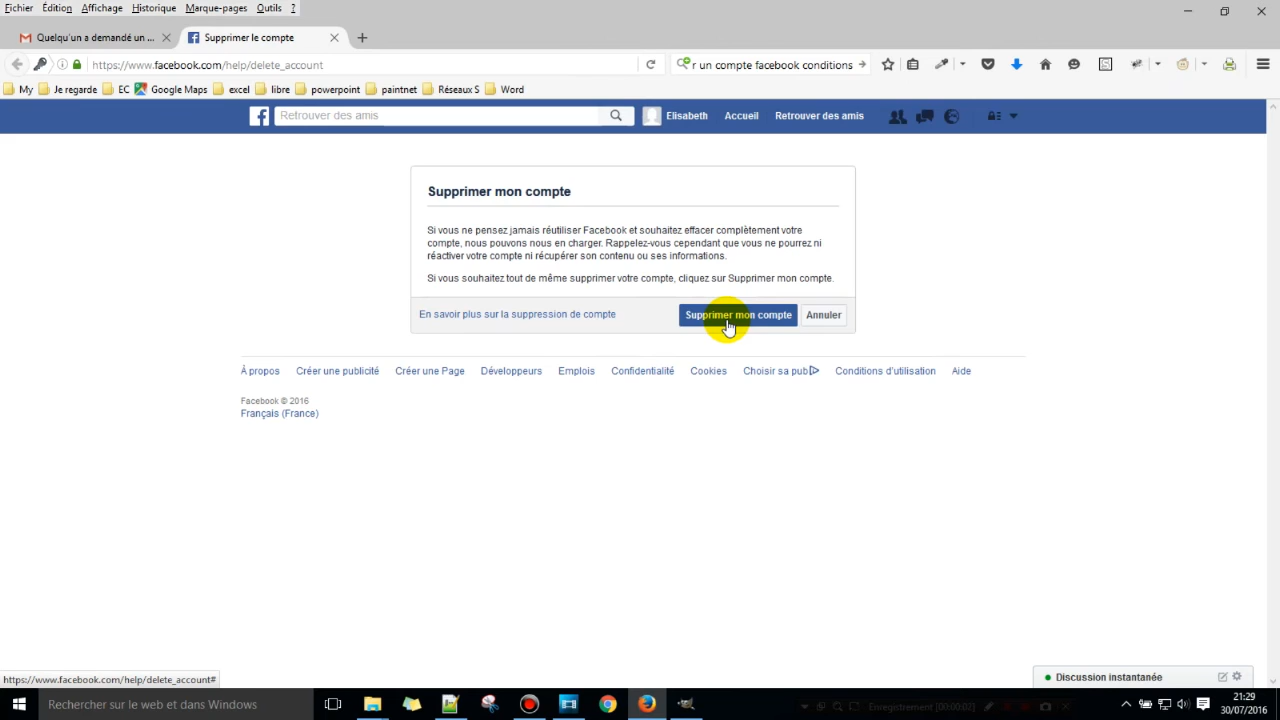 Fichier Édition Affichage Historique Marque-pages Outils ?
Quelqu'un a demandé un ...
Supprimer le compte
https://www.facebook.com/help/delete_account
r un compte facebook conditions
My Je regarde EC Google Maps excel libre powerpoint paintnet Réseaux S Word
Retrouver des amis
Elisabeth Accueil Retrouver des amis
Supprimer mon compte
Si vous ne pensez jamais réutiliser Facebook et souhaitez effacer complètement votre
compte, nous pouvons nous en charger. Rappelez-vous cependant que vous ne pourrez ni
réactiver votre compte ni récupérer son contenu ou ses informations.
Si vous souhaitez tout de même supprimer votre compte, cliquez sur Supprimer mon compte.
En savoir plus sur la suppression de compte
Supprimer mon compte
Annuler
À propos Créer une publicité Créer une Page Développeurs Emplois Confidentialité Cookies Choisir sa pub Conditions d'utilisation Aide
Facebook © 2016
Français (France)
https://www.facebook.com/help/delete_account#
Discussion instantanée
Rechercher sur le web et dans Windows
Enregistrement [00:00:02]
21:29
30/07/2016